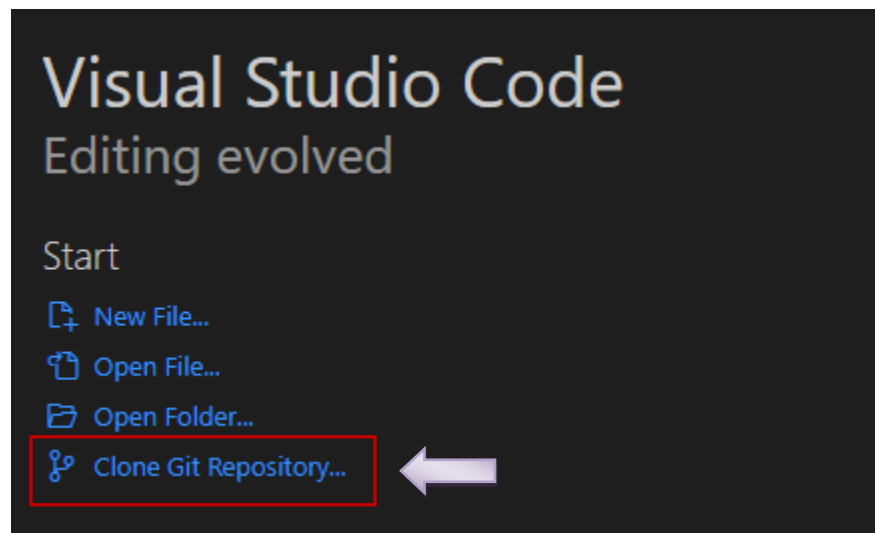 Visual Studio Code
Editing evolved
Start
New File...
Open File...
Open Folder...
Clone Git Repository...